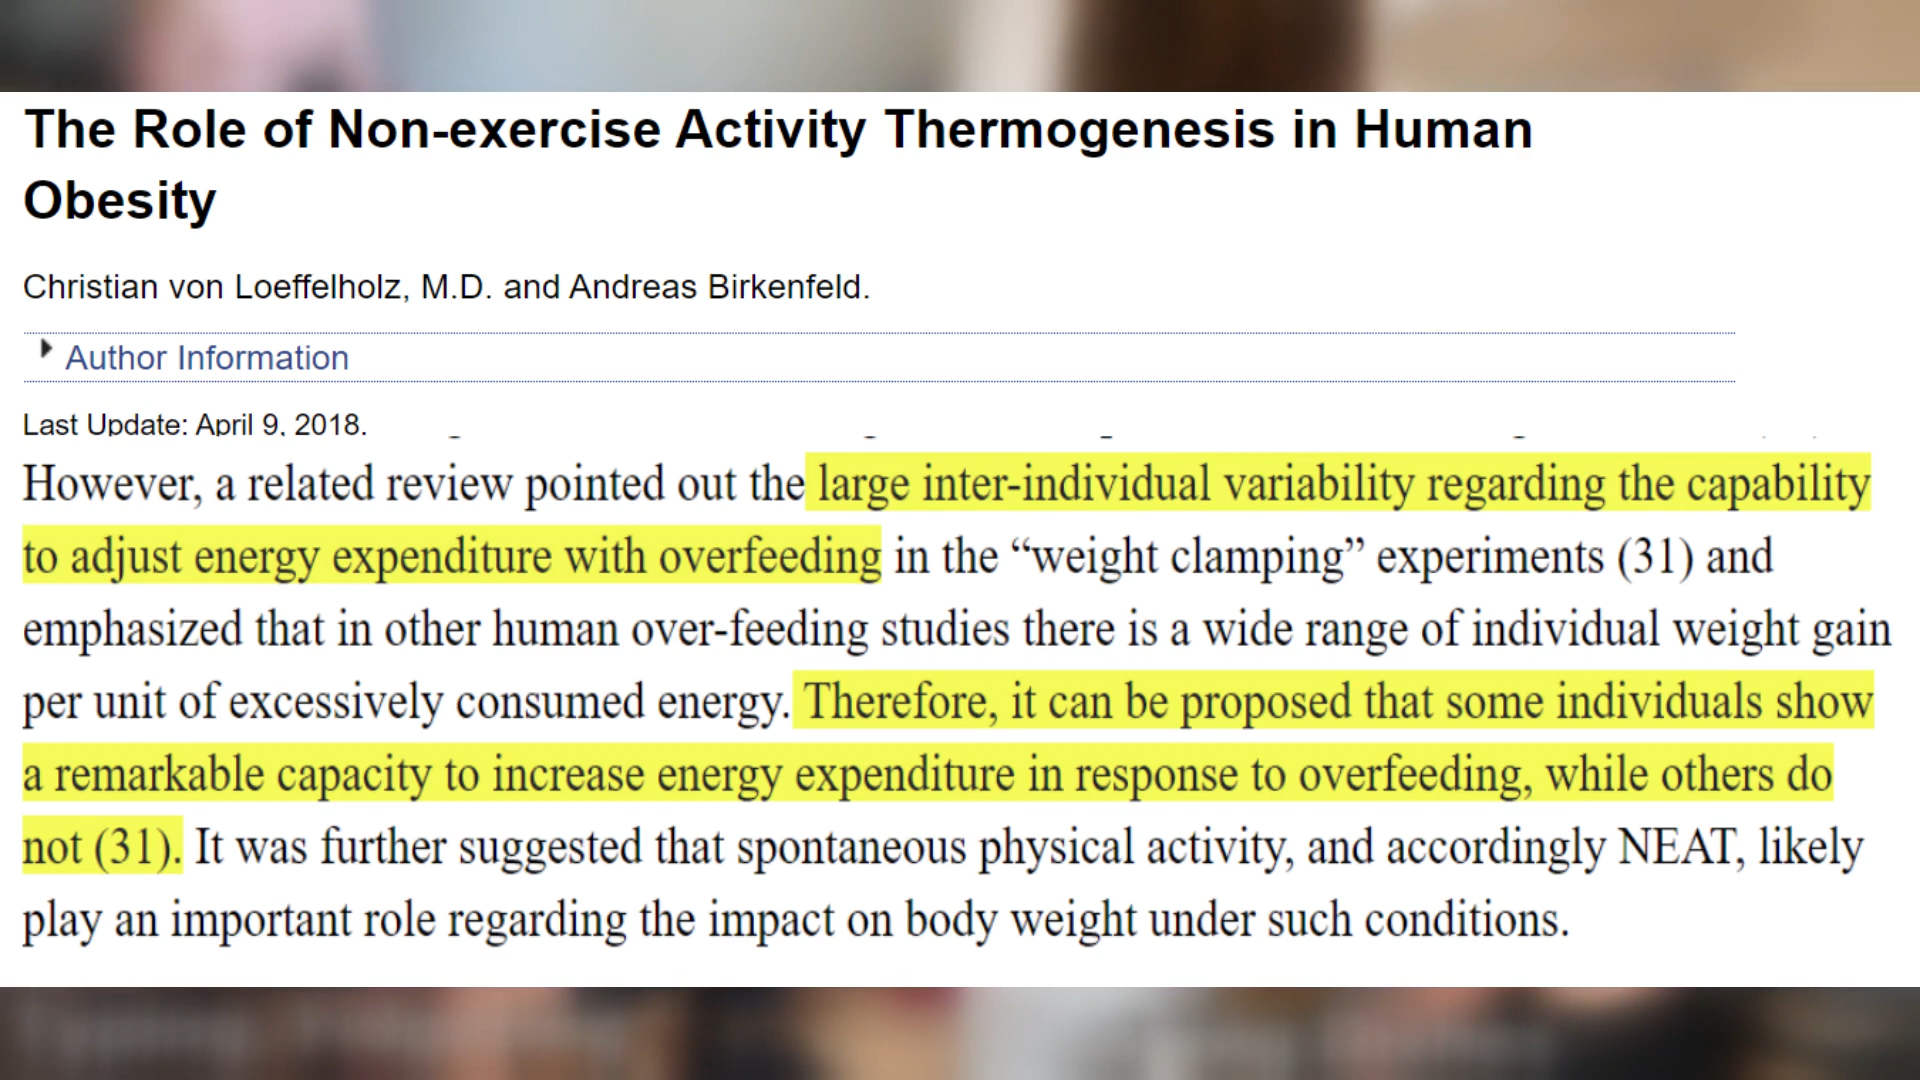 The Role of Non-exercise Activity Thermogenesis in Human
Obesity
Christian von Loeffelholz, M.D. and Andreas Birkenfeld.
Author Information
Last Update: April 9, 2018.
However, a related review pointed out the large inter-individual variability regarding the capability
to adjust energy expenditure with overfeeding in the “weight clamping” experiments (31) and
emphasized that in other human over-feeding studies there is a wide range of individual weight gain
per unit of excessively consumed energy. Therefore, it can be proposed that some individuals show
a remarkable capacity to increase energy expenditure in response to overfeeding, while others do
not (31). It was further suggested that spontaneous physical activity, and accordingly NEAT, likely
play an important role regarding the impact on body weight under such conditions.